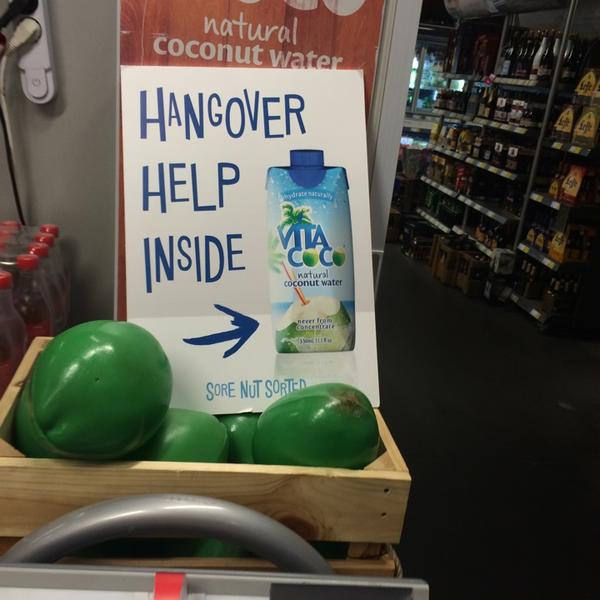 natural
coconut water
HANGOVER
HELP
INSIDE
hydrate naturally
VITA
COCO
natural
coconut water
never from
concentrate
SORE NUT SORTED
Leffe